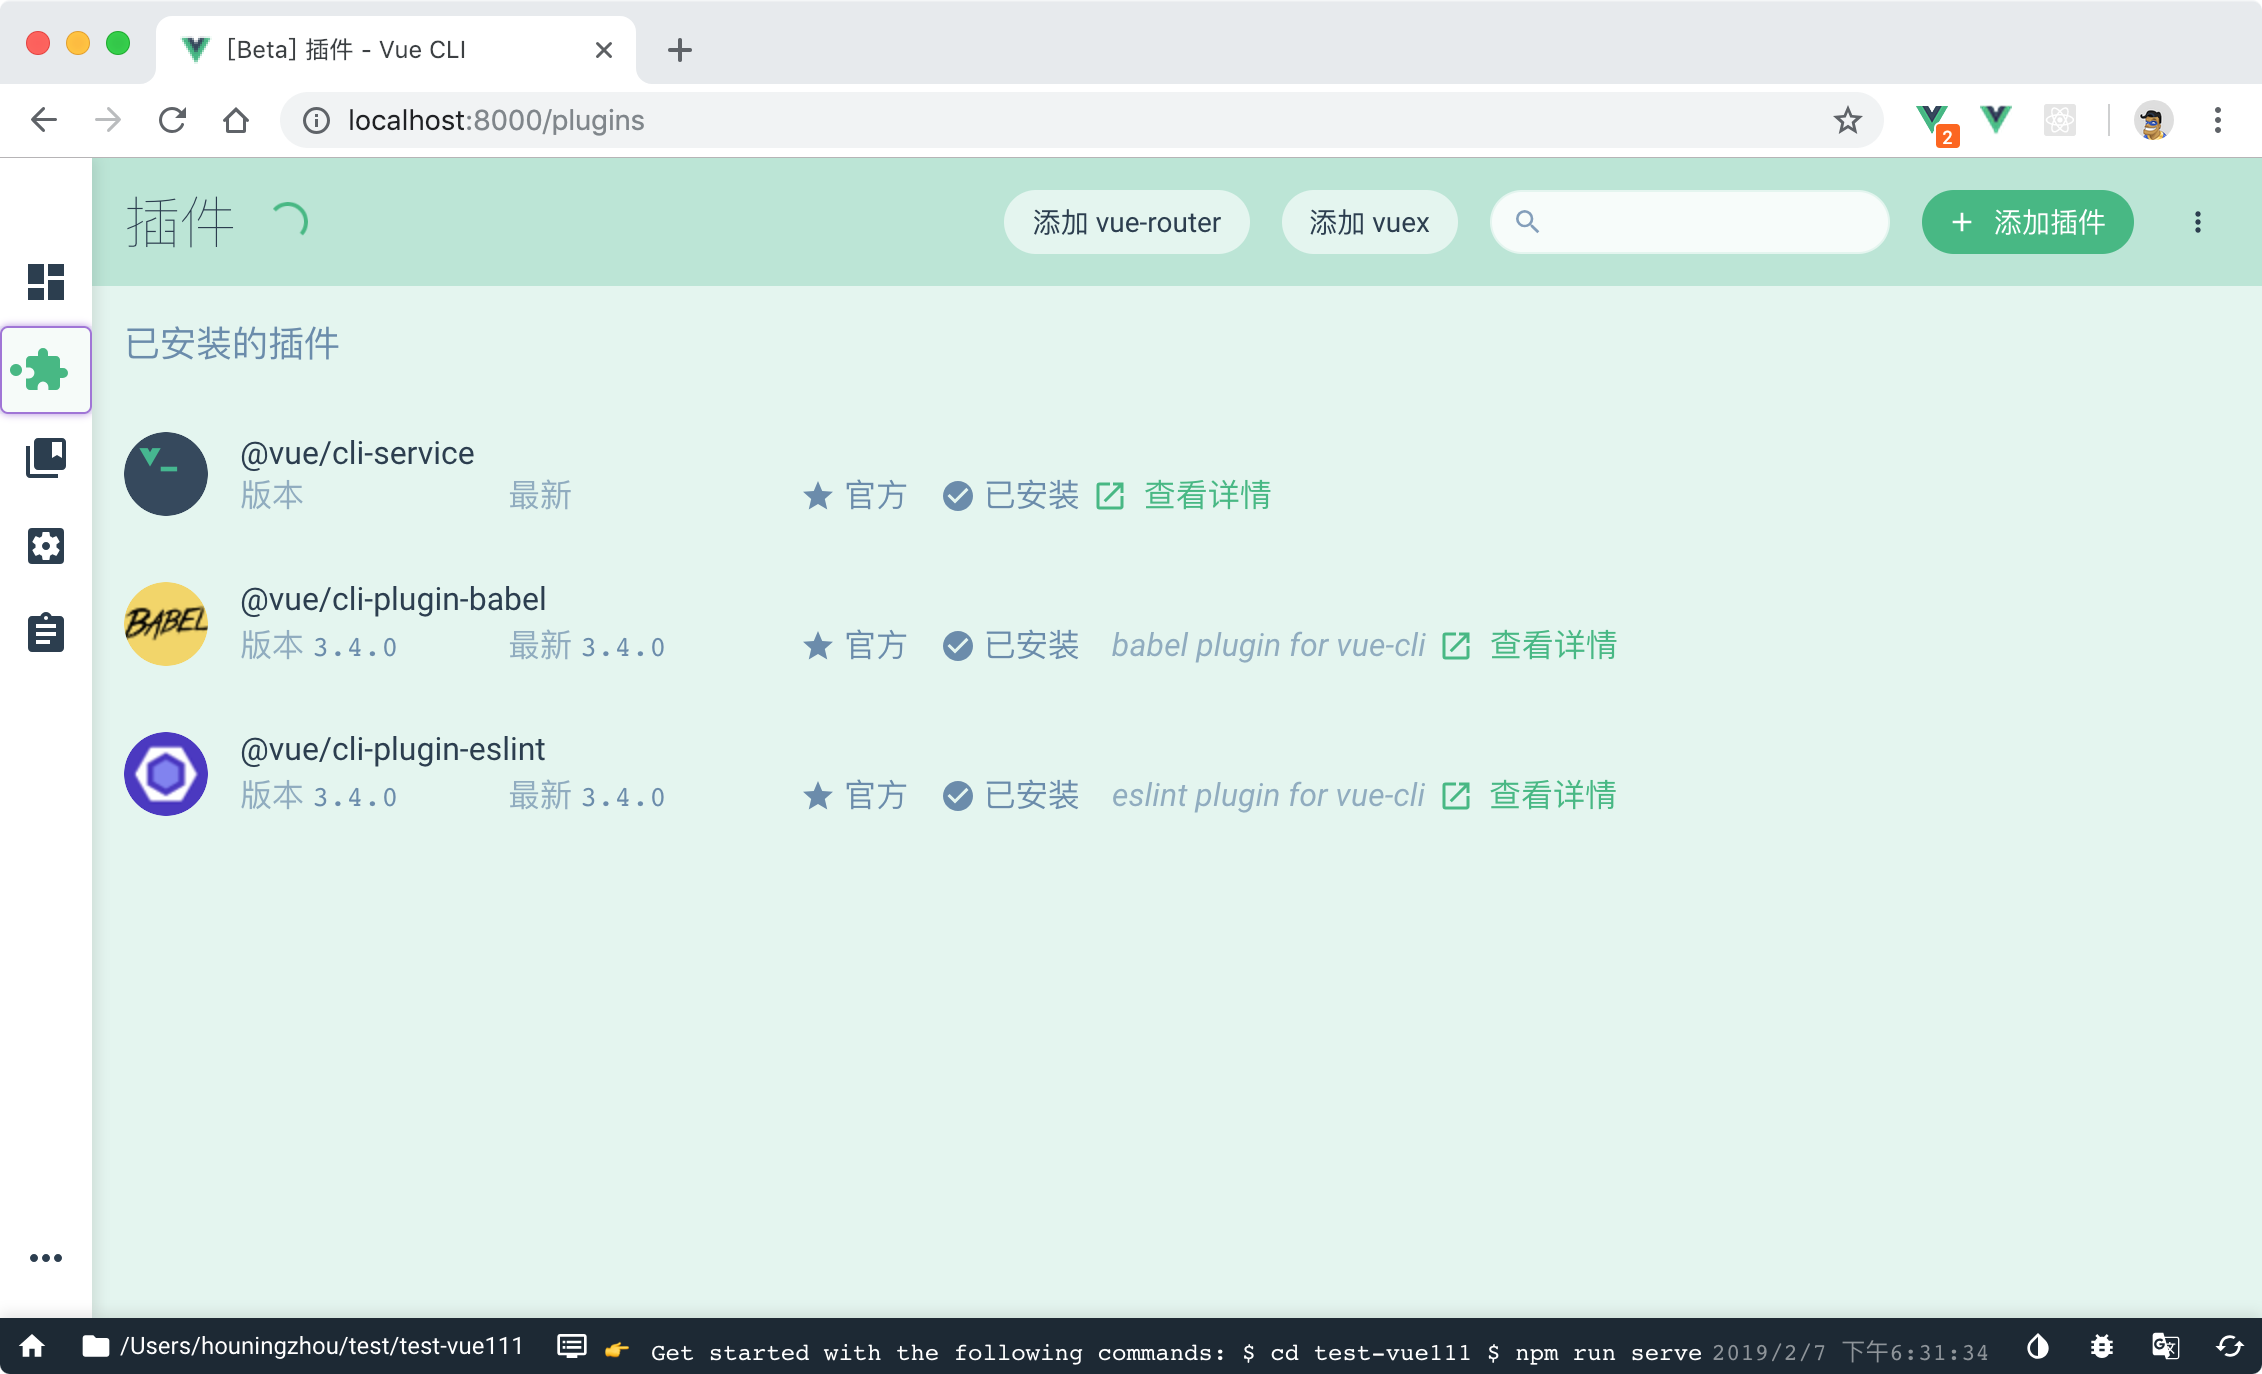 [Beta] 插件 - Vue CLI
localhost:8000/plugins
2
插件
添加 vue-router
添加 vuex
添加插件
已安装的插件
@vue/cli-service
版本 最新 官方 已安装 查看详情
BABEL
@vue/cli-plugin-babel
版本 3.4.0 最新 3.4.0 官方 已安装 babel plugin for vue-cli 查看详情
@vue/cli-plugin-eslint
版本 3.4.0 最新 3.4.0 官方 已安装 eslint plugin for vue-cli 查看详情
/Users/houningzhou/test/test-vue111
Get started with the following commands: $ cd test-vue111 $ npm run serve 2019/2/7 下午6:31:34